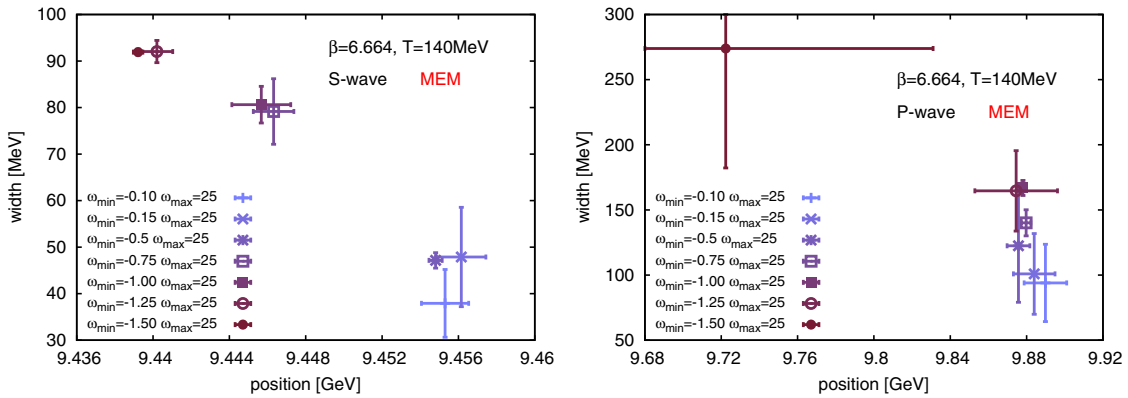 100
90
80
70
60
50
40
30
width [MeV]
β=6.664, T=140MeV
S-wave MEM
ωmin=-0.10 ωmax=25
ωmin=-0.15 ωmax=25
ωmin=-0.5 ωmax=25
ωmin=-0.75 ωmax=25
ωmin=-1.00 ωmax=25
ωmin=-1.25 ωmax=25
ωmin=-1.50 ωmax=25
9.436 9.44 9.444 9.448 9.452 9.456 9.46
position [GeV]
300
250
200
150
100
50
width [MeV]
β=6.664, T=140MeV
P-wave MEM
ωmin=-0.10 ωmax=25
ωmin=-0.15 ωmax=25
ωmin=-0.5 ωmax=25
ωmin=-0.75 ωmax=25
ωmin=-1.00 ωmax=25
ωmin=-1.25 ωmax=25
ωmin=-1.50 ωmax=25
9.68 9.72 9.76 9.8 9.84 9.88 9.92
position [GeV]